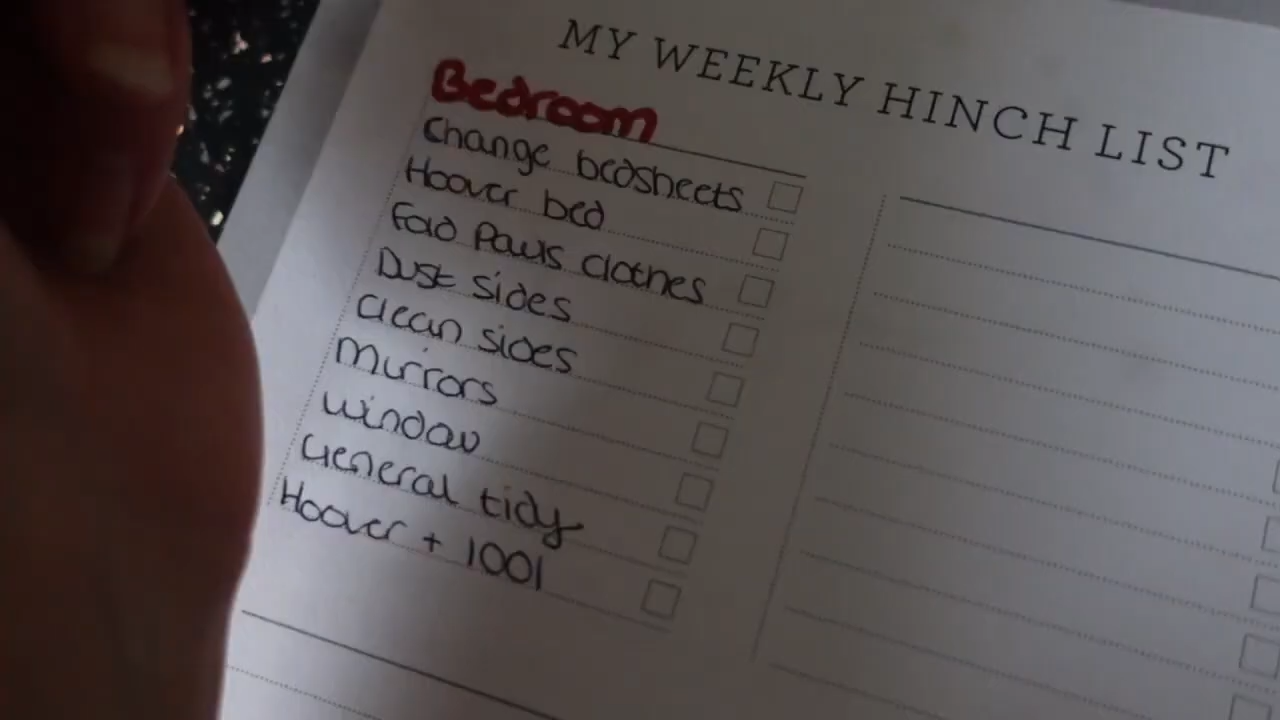 MY WEEKLY HINCH LIST
Bedroom
Change bedsheets
Hoover bed
Fold Pauls clothes
Dust sides
Clean sides
Mirrors
Window
General tidy
Hoover + 1001